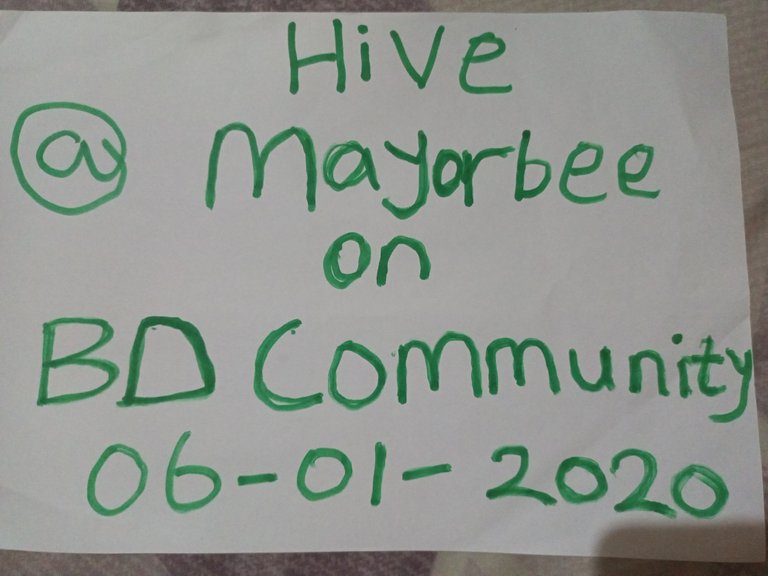 Hive
@ Mayorbee
on
BD Community
06-01-2020